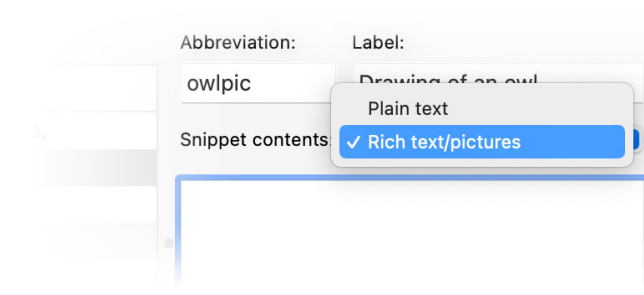 Abbreviation: Label:
owlpic Drawing of an owl
Plain text
Snippet contents: ✓ Rich text/pictures